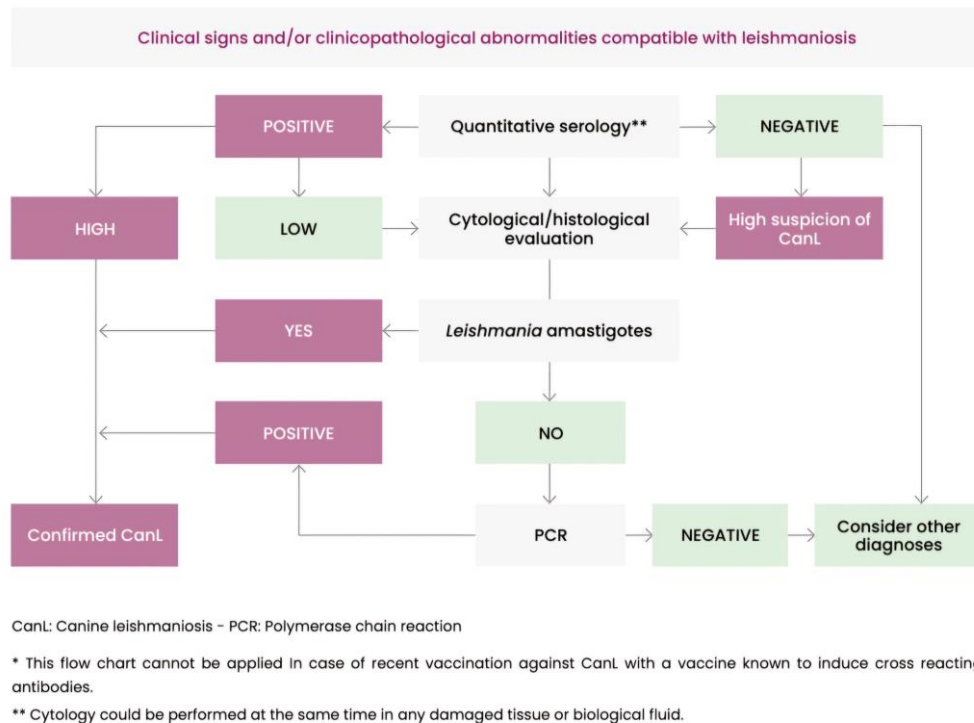 Clinical signs and/or clinicopathological abnormalities compatible with leishmaniosis
POSITIVE
Quantitative serology**
NEGATIVE
HIGH
LOW
Cytological/histological
evaluation
High suspicion of
CanL
YES
Leishmania amastigotes
POSITIVE
NO
Confirmed CanL
PCR
NEGATIVE
Consider other
diagnoses
CanL: Canine leishmaniosis - PCR: Polymerase chain reaction
* This flow chart cannot be applied In case of recent vaccination against CanL with a vaccine known to induce cross reacting
antibodies.
** Cytology could be performed at the same time in any damaged tissue or biological fluid.